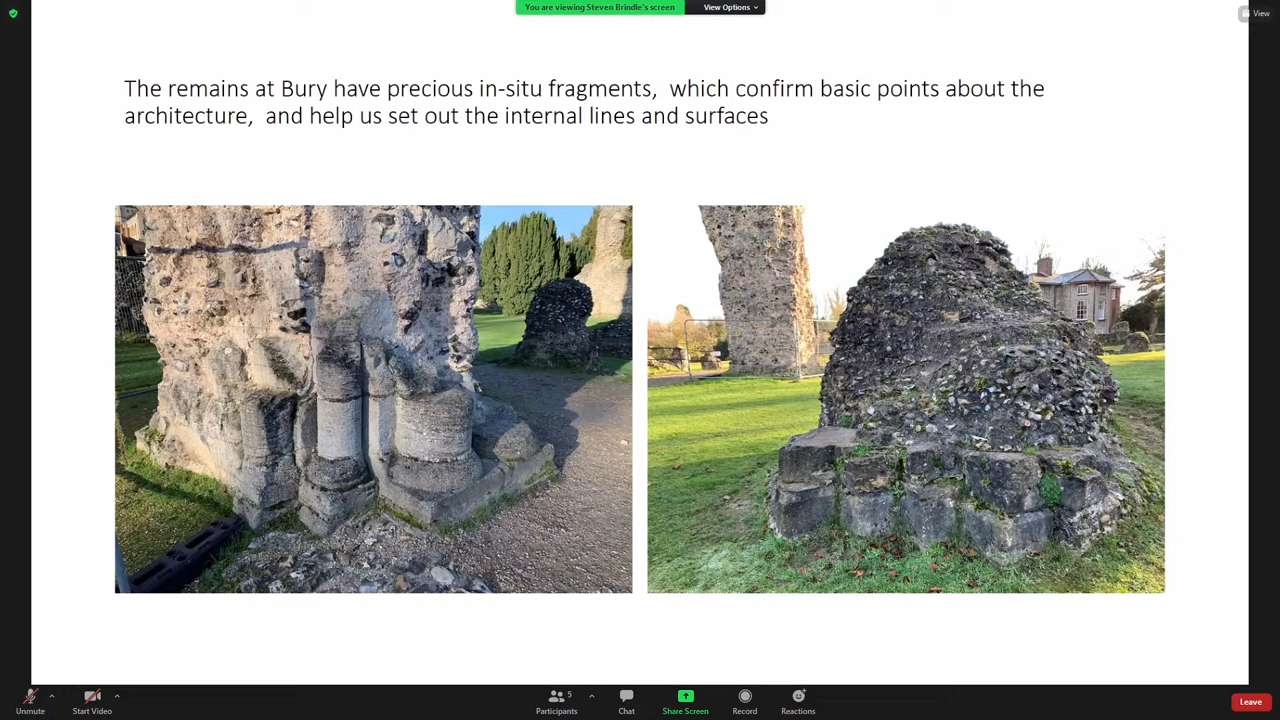 You are viewing Steven Brindle's screen
View Options
View
The remains at Bury have precious in-situ fragments, which confirm basic points about the
architecture, and help us set out the internal lines and surfaces
Unmute
Start Video
5
Participants
Chat
Share Screen
Record
Reactions
Leave